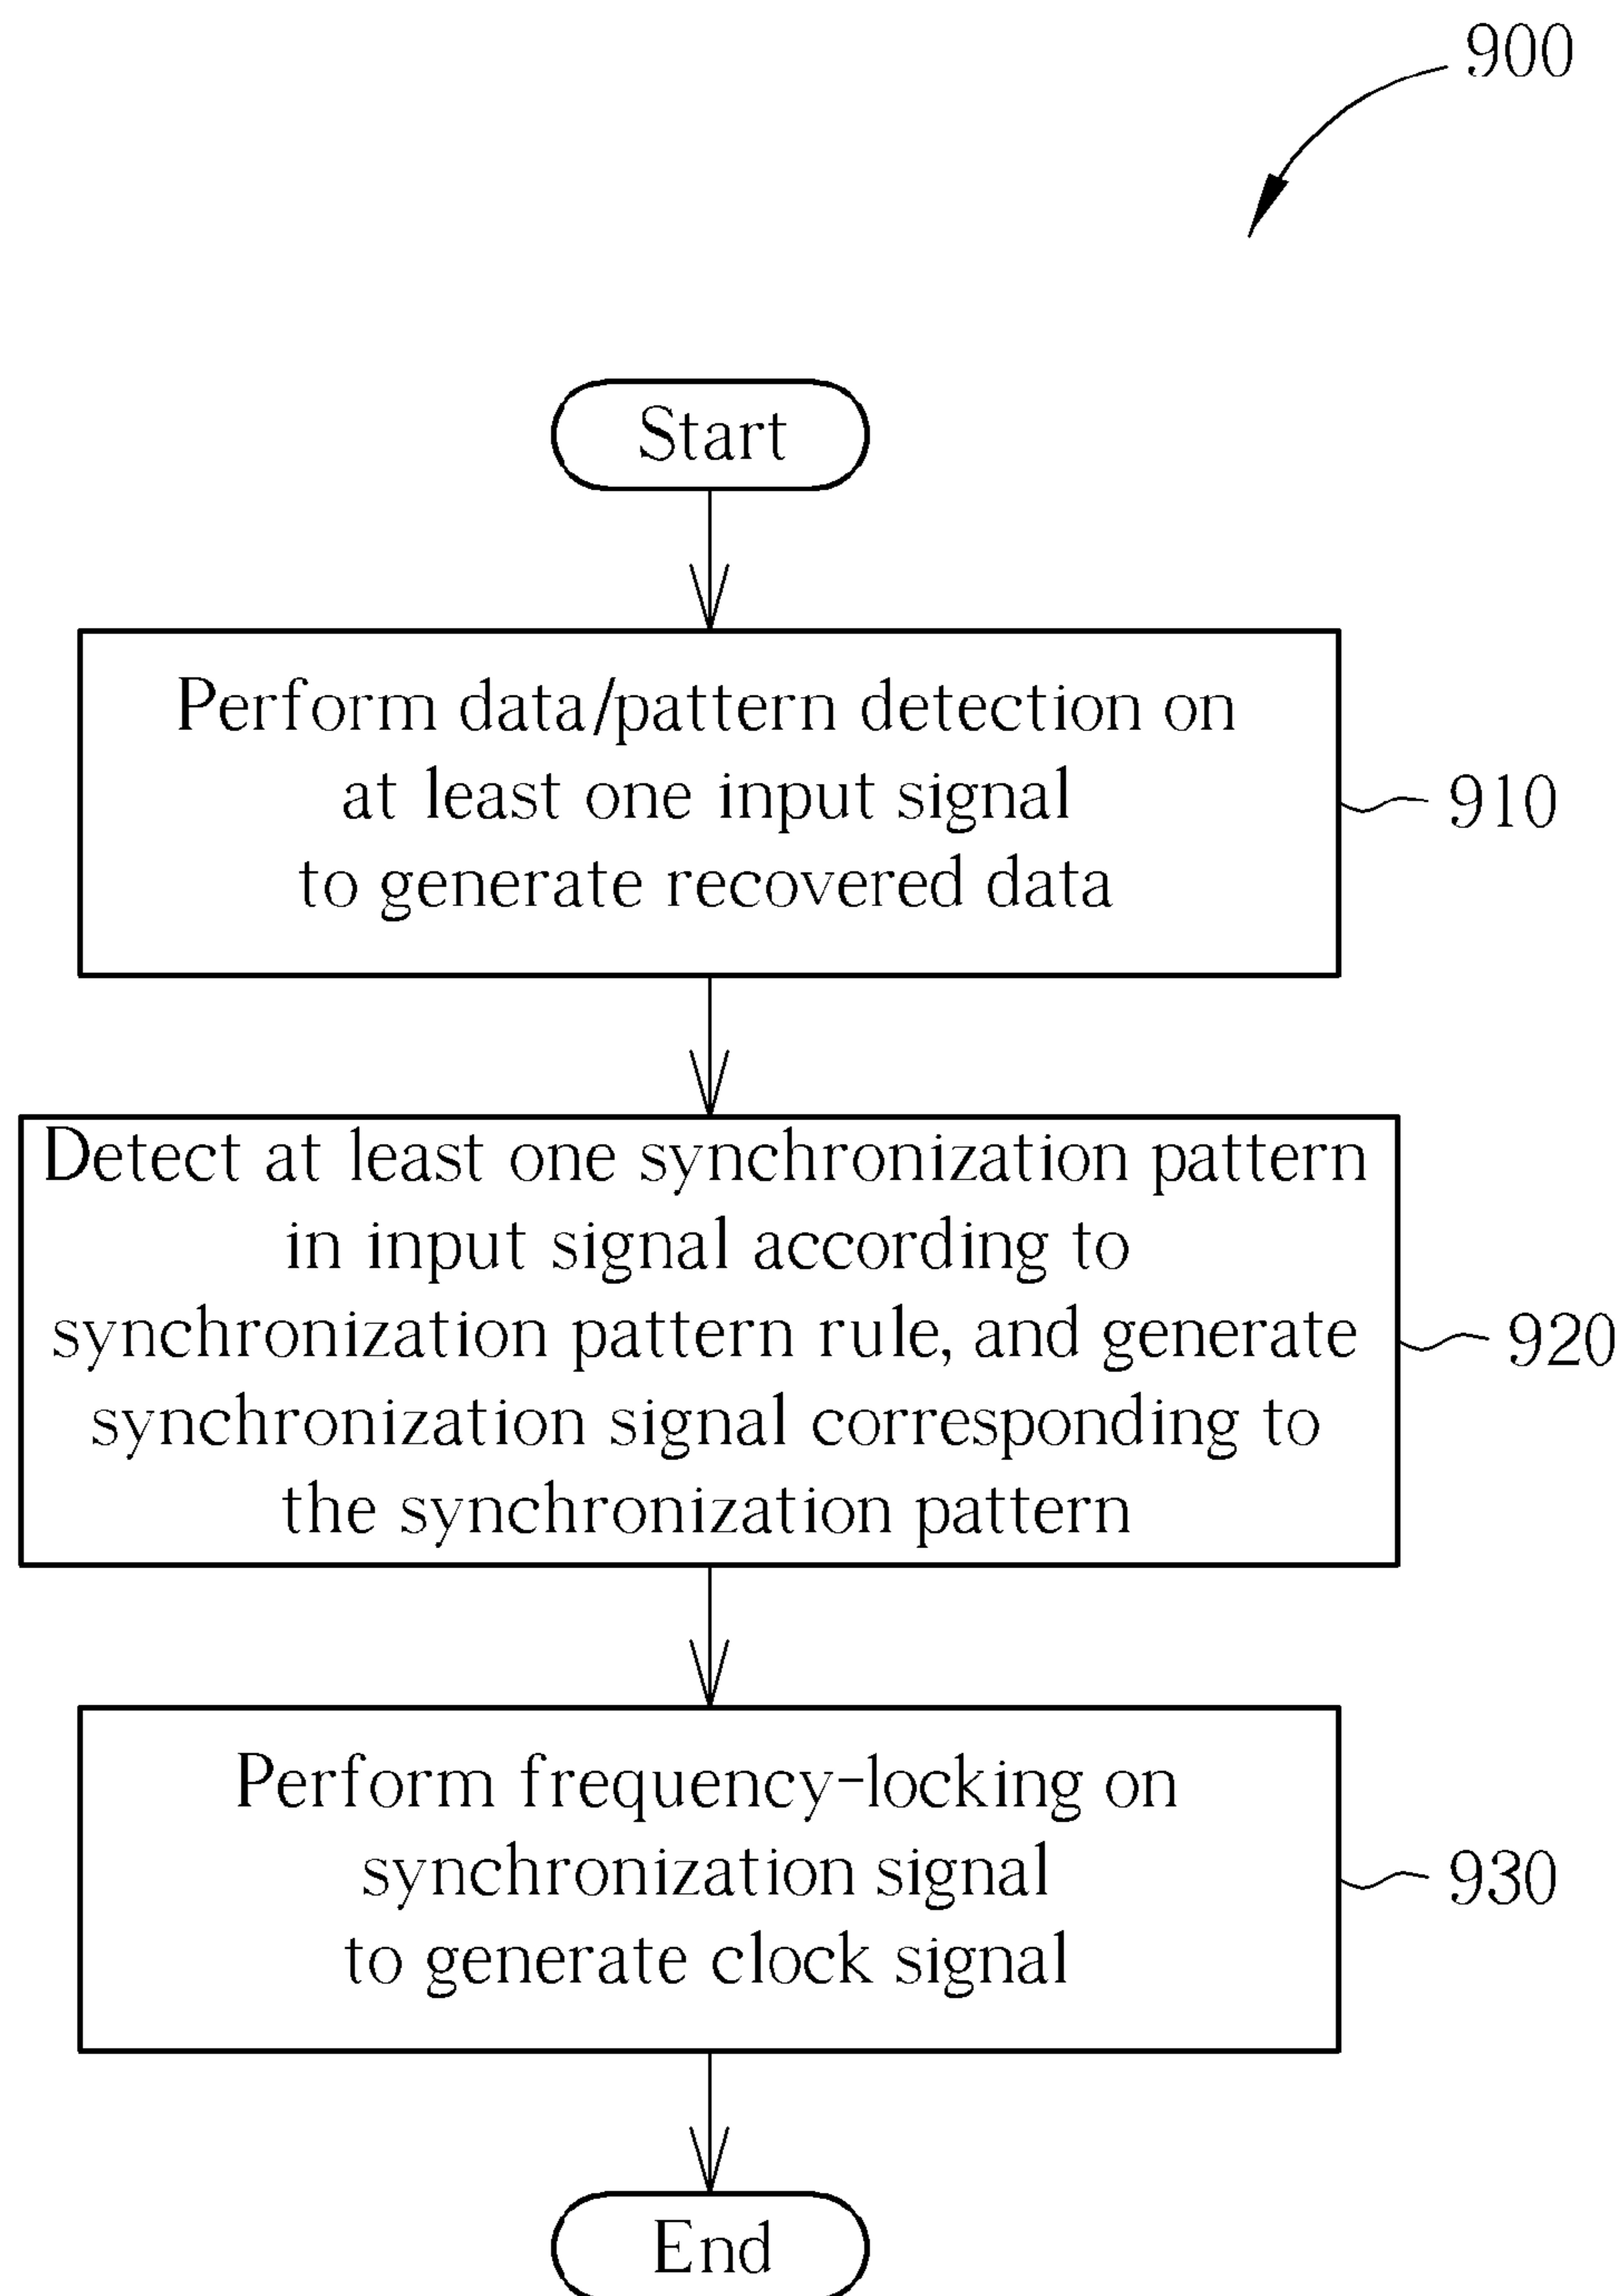 900
Start
Perform data/pattern detection on
at least one input signal
to generate recovered data
910
Detect at least one synchronization pattern
in input signal according to
synchronization pattern rule, and generate
synchronization signal corresponding to
the synchronization pattern
920
Perform frequency-locking on
synchronization signal
to generate clock signal
930
End